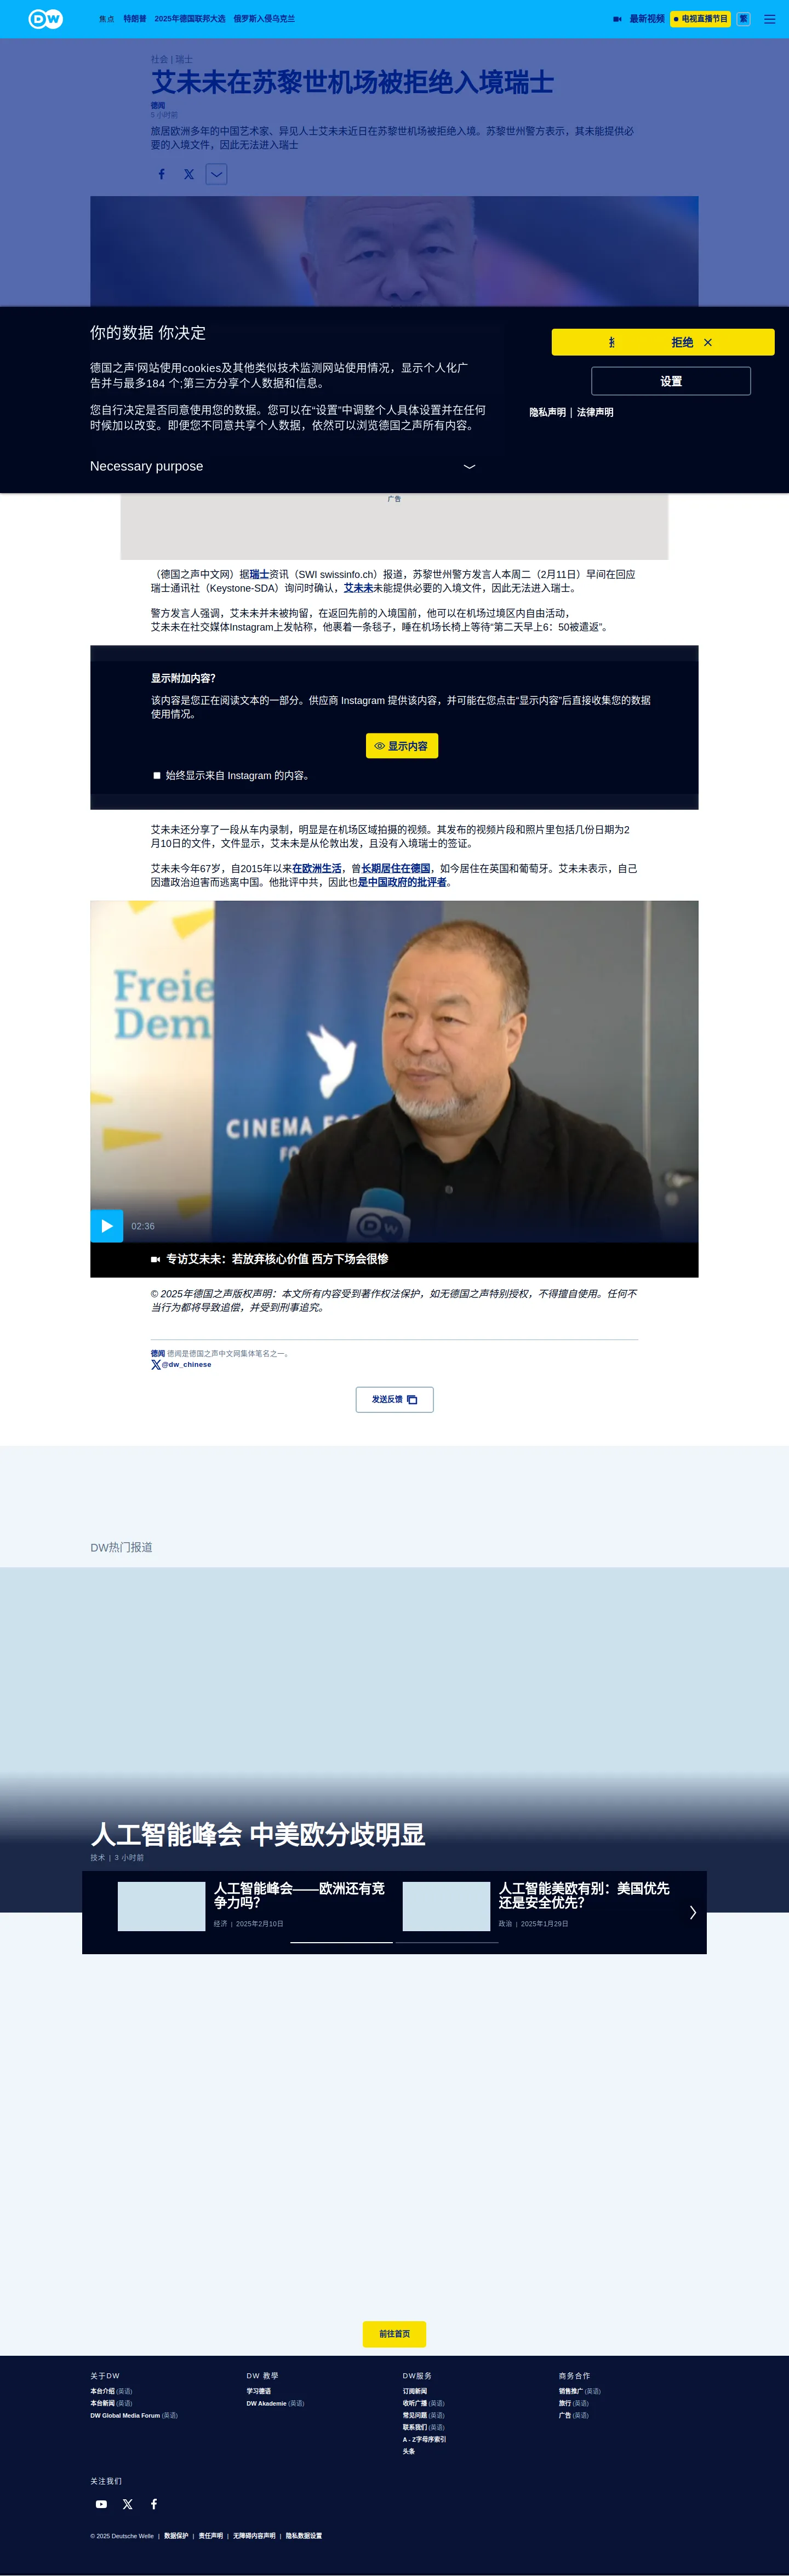 DW
焦点 特朗普 2025年德国联邦大选 俄罗斯入侵乌克兰
最新视频 电视直播节目 繁
社会 | 瑞士
艾未未在苏黎世机场被拒绝入境瑞士
德闻
9 小时前
旅居欧洲多年的中国艺术家、异见人士艾未未近日在苏黎世机场被拒绝入境。苏黎世州警方表示，其未能提供必
要的入境文件，因此无法进入瑞士
你的数据 你决定
拒绝
德国之声'网站使用cookies及其他类似技术监测网站使用情况，显示个人化广
告并与最多184 个;第三方分享个人数据和信息。
设置
隐私声明 | 法律声明
您自行决定是否同意使用您的数据。您可以在“设置”中调整个人具体设置并在任何
时候加以改变。即便您不同意共享个人数据，依然可以浏览德国之声所有内容。
Necessary purpose
广告
（德国之声中文网）据瑞士资讯（SWI swissinfo.ch）报道，苏黎世州警方发言人本周二（2月11日）早间在回应
瑞士通讯社（Keystone-SDA）询问时确认，艾未未未能提供必要的入境文件，因此无法进入瑞士。
警方发言人强调，艾未未并未被拘留，在返回先前的入境国前，他可以在机场过境区内自由活动，
艾未未在社交媒体Instagram上发帖称，他裹着一条毯子，睡在机场长椅上等待“第二天早上6：50被遣返”。
显示附加内容？
该内容是您正在阅读文本的一部分。供应商 Instagram 提供该内容，并可能在您点击“显示内容”后直接收集您的数据
使用情况。
显示内容
始终显示来自 Instagram 的内容。
艾未未还分享了一段从车内录制，明显是在机场区域拍摄的视频。其发布的视频片段和照片里包括几份日期为2
月10日的文件，文件显示，艾未未是从伦敦出发，且没有入境瑞士的签证。
艾未未今年67岁，自2015年以来在欧洲生活，曾长期居住在德国，如今居住在英国和葡萄牙。艾未未表示，自己
因遭政治迫害而逃离中国。他批评中共，因此也是中国政府的批评者。
Freie
Dem
CINEMA FO
FO
DW
02:36
专访艾未未：若放弃核心价值 西方下场会很惨
© 2025年德国之声版权声明：本文所有内容受到著作权法保护，如无德国之声特别授权，不得擅自使用。任何不
当行为都将导致追偿，并受到刑事追究。
德闻 德闻是德国之声中文网集体笔名之一。
@dw_chinese
发送反馈
DW热门报道
人工智能峰会 中美欧分歧明显
技术 | 3 小时前
人工智能峰会——欧洲还有竞
争力吗？
经济 | 2025年2月10日
人工智能美欧有别：美国优先
还是安全优先？
政治 | 2025年1月29日
前往首页
关于DW
本台介绍 (英语)
本台新闻 (英语)
DW Global Media Forum (英语)
DW 教學
学习德语
DW Akademie (英语)
DW服务
订阅新闻
收听广播 (英语)
常见问题 (英语)
联系我们 (英语)
A - Z字母序索引
头条
商务合作
销售推广 (英语)
旅行 (英语)
广告 (英语)
关注我们
© 2025 Deutsche Welle | 数据保护 | 责任声明 | 无障碍内容声明 | 隐私数据设置